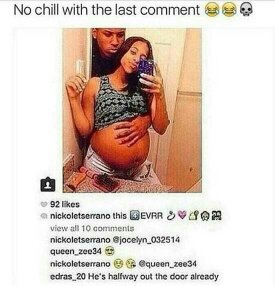 No chill with the last comment 😂😂💀
92 likes
nickoletserrano this 4️⃣EVRR 💍💜
view all 10 comments
nickoletserrano @jocelyn_032514
queen_zee34 😍
nickoletserrano ☺️😘 @queen_zee34
edras_20 He's halfway out the door already